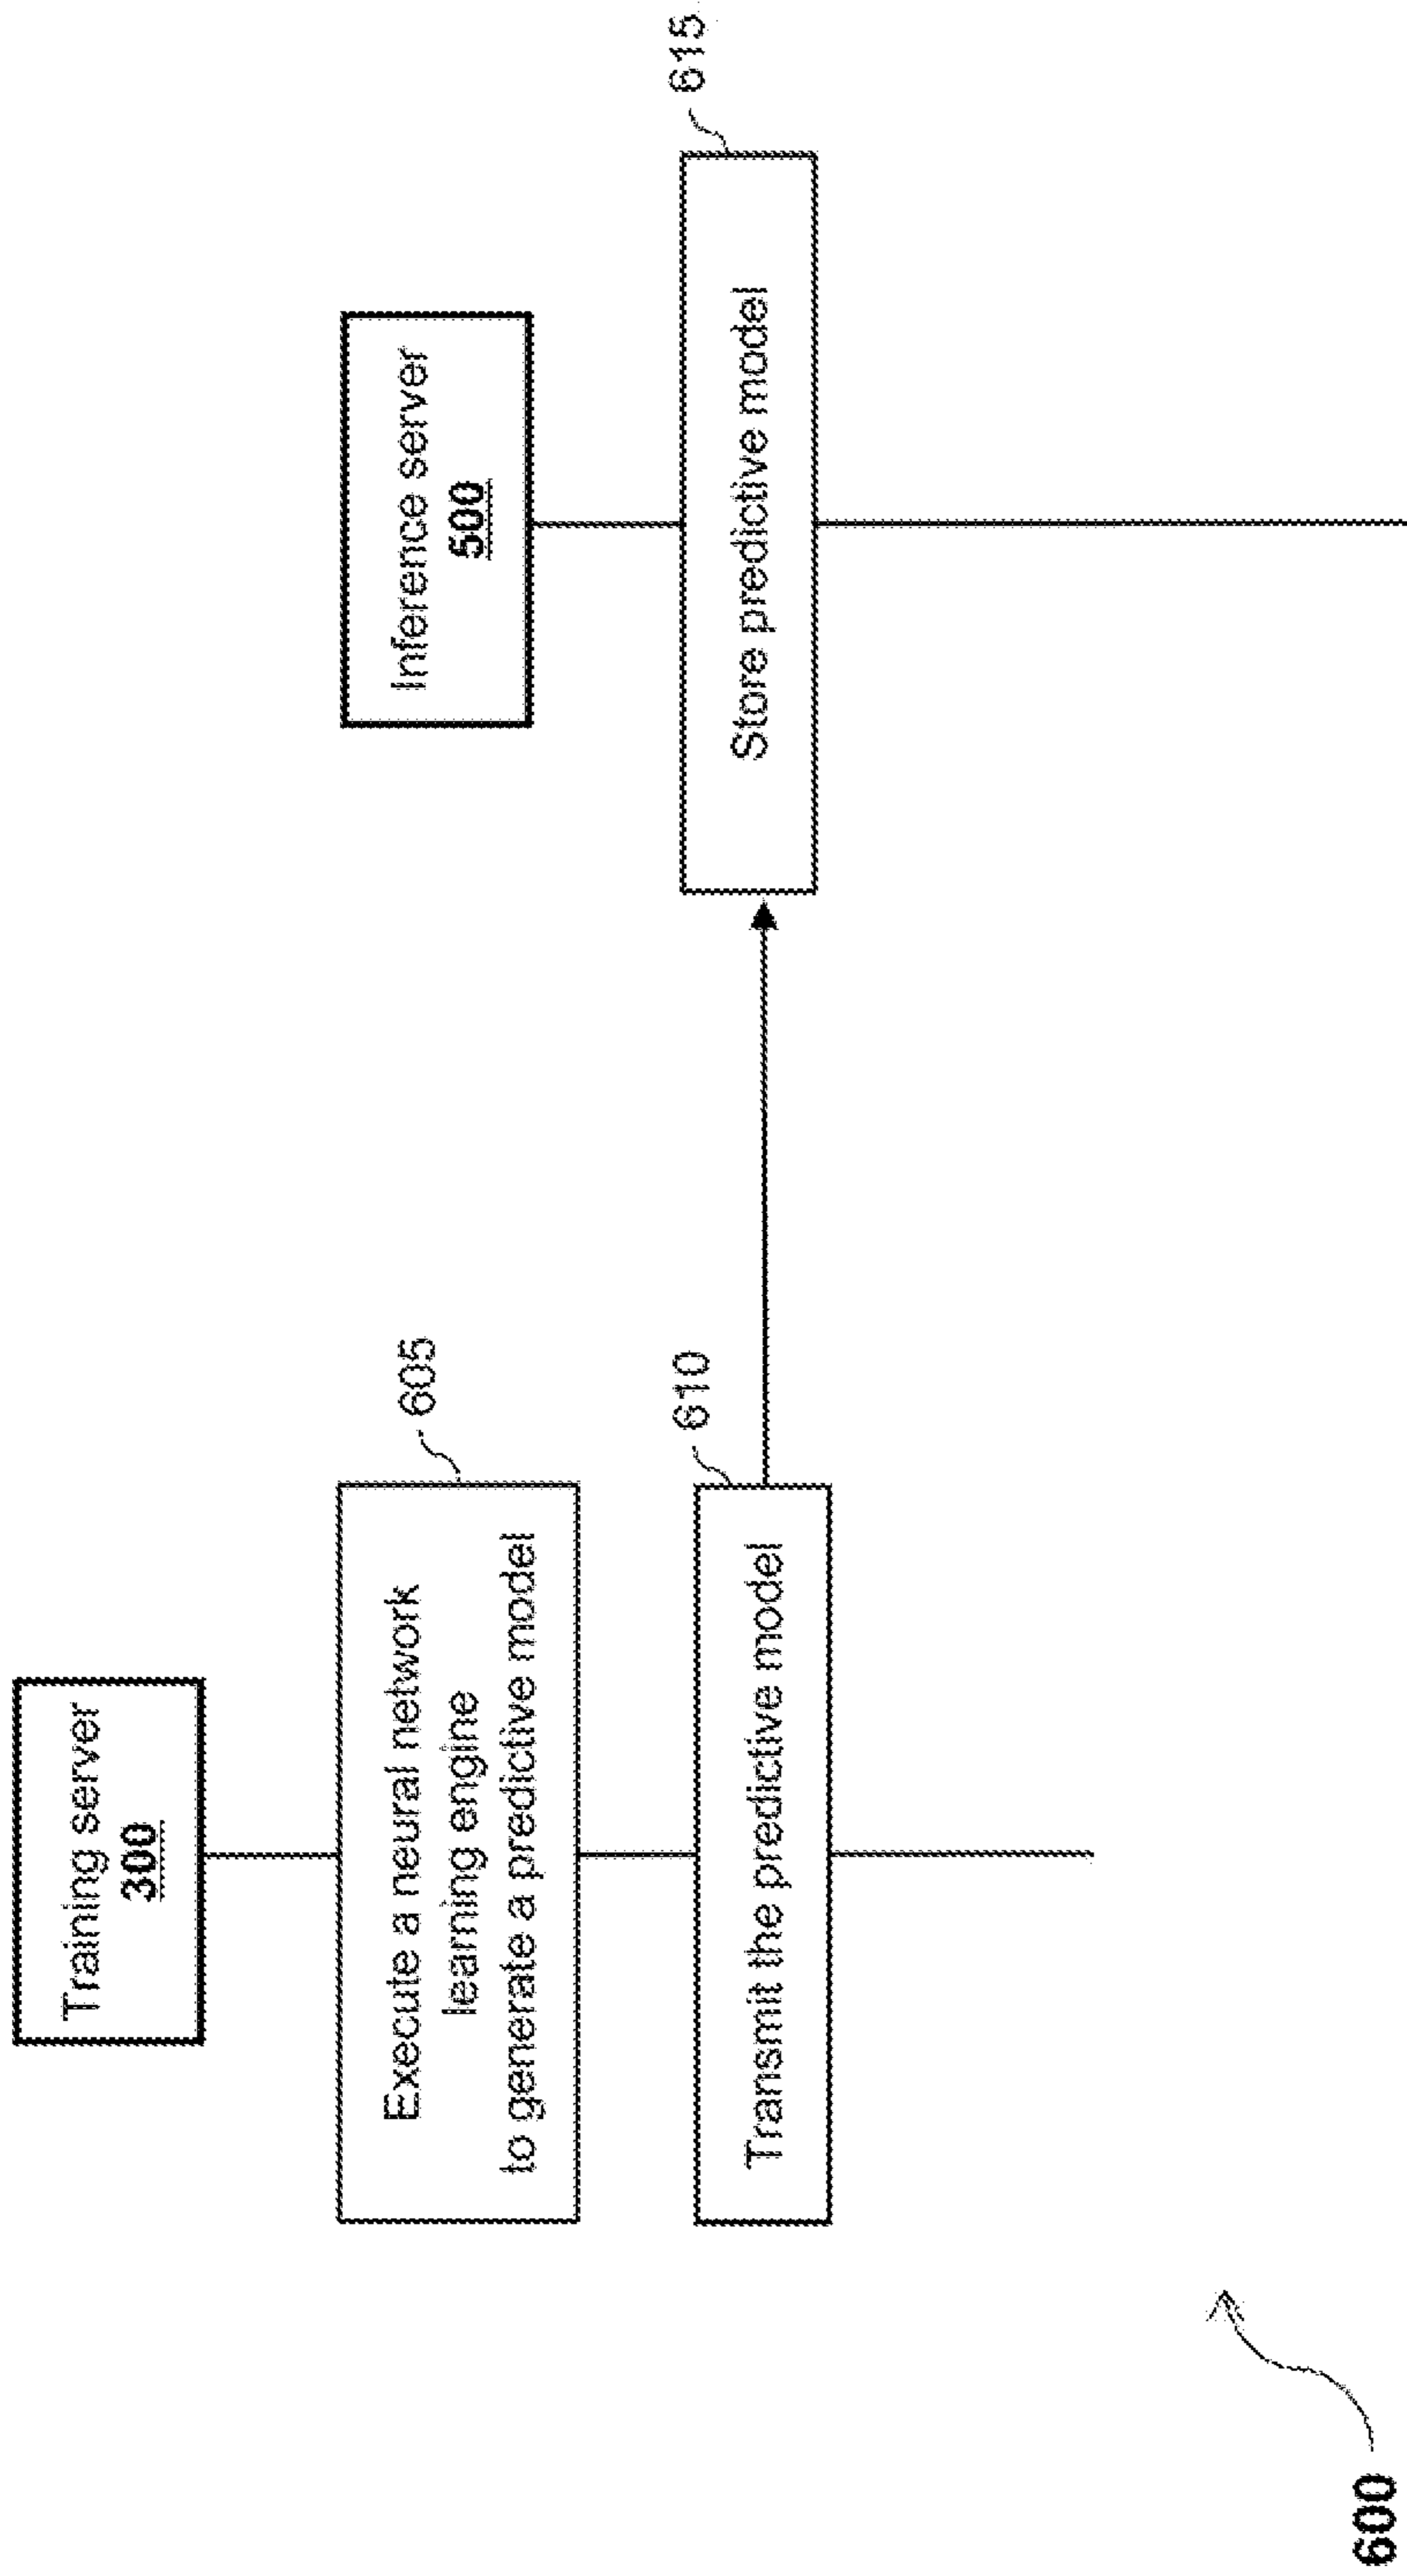 Training server
300
Execute a neural network
learning engine
to generate a predictive model
605
Transmit the predictive model
610
Inference server
500
Store predictive model
615
600